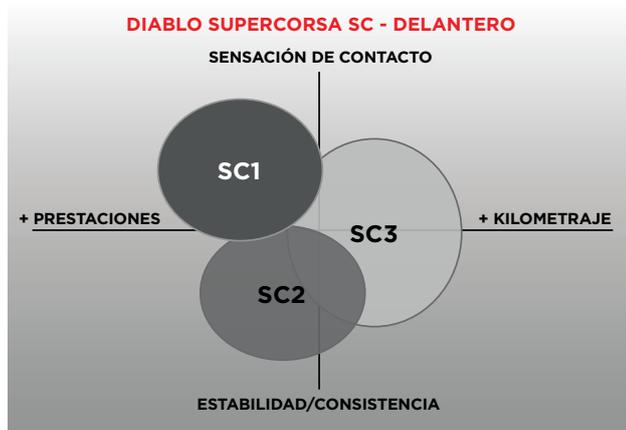 DIABLO SUPERCORSA SC - DELANTERO
SENSACIÓN DE CONTACTO
SC1
+ PRESTACIONES
+ KILOMETRAJE
SC3
SC2
ESTABILIDAD/CONSISTENCIA